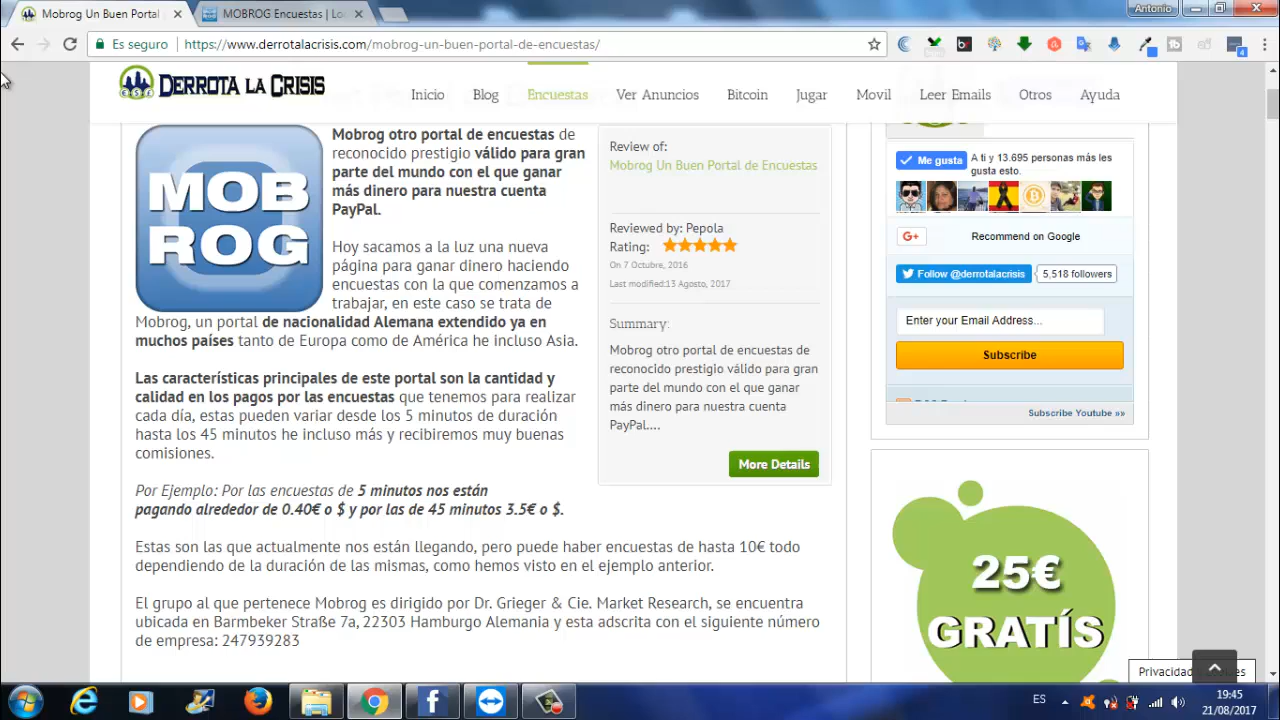 Mobrog Un Buen Portal
MOBROG Encuestas | Lo
Antonio
Es seguro
https://www.derrotalacrisis.com/mobrog-un-buen-portal-de-encuestas/
4
DERROTA LA CRISIS
Inicio
Blog
Encuestas
Ver Anuncios
Bitcoin
Jugar
Movil
Leer Emails
Otros
Ayuda
MOB
ROG
Mobrog otro portal de encuestas de
reconocido prestigio válido para gran
parte del mundo con el que ganar
más dinero para nuestra cuenta
PayPal.
Hoy sacamos a la luz una nueva
página para ganar dinero haciendo
encuestas con la que comenzamos a
trabajar, en este caso se trata de
Mobrog, un portal de nacionalidad Alemana extendido ya en
muchos países tanto de Europa como de América he incluso Asia.
Las características principales de este portal son la cantidad y
calidad en los pagos por las encuestas que tenemos para realizar
cada día, estas pueden variar desde los 5 minutos de duración
hasta los 45 minutos he incluso más y recibiremos muy buenas
comisiones.
Por Ejemplo: Por las encuestas de 5 minutos nos están
pagando alrededor de 0.40€ o $ y por las de 45 minutos 3.5€ o $.
Estas son las que actualmente nos están llegando, pero puede haber encuestas de hasta 10€ todo
dependiendo de la duración de las mismas, como hemos visto en el ejemplo anterior.
El grupo al que pertenece Mobrog es dirigido por Dr. Grieger & Cie. Market Research, se encuentra
ubicada en Barmbeker Straße 7a, 22303 Hamburgo Alemania y esta adscrita con el siguiente número
de empresa: 247939283
Review of:
Mobrog Un Buen Portal de Encuestas
Reviewed by: Pepola
Rating:
On 7 Octubre, 2016
Last modified:13 Agosto, 2017
Summary:
Mobrog otro portal de encuestas de
reconocido prestigio válido para gran
parte del mundo con el que ganar
más dinero para nuestra cuenta
PayPal....
More Details
Me gusta
A ti y 13.695 personas más les
gusta esto.
G+
Recommend on Google
Follow @derrotalacrisis
5,518 followers
Enter your Email Address...
Subscribe
Subscribe Youtube »»
25€
GRATÍS
Privacidad y Cookies
ES
19:45
21/08/2017